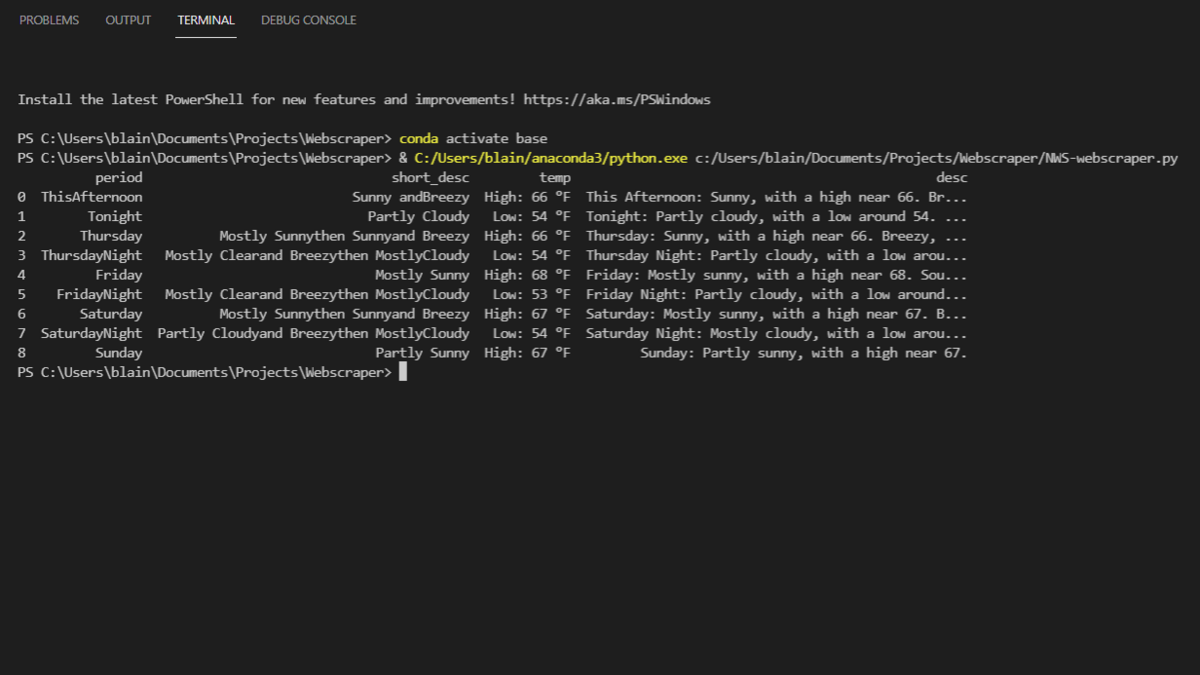 PROBLEMS OUTPUT TERMINAL DEBUG CONSOLE
Install the latest PowerShell for new features and improvements! https://aka.ms/PSWindows
PS C:\Users\blain\Documents\Projects\Webscraper> conda activate base
PS C:\Users\blain\Documents\Projects\Webscraper> & C:/Users/blain/anaconda3/python.exe c:/Users/blain/Documents/Projects/Webscraper/NWS-webscraper.py
period short_desc temp desc
0 ThisAfternoon Sunny andBreezy High: 66 °F This Afternoon: Sunny, with a high near 66. Br...
1 Tonight Partly Cloudy Low: 54 °F Tonight: Partly cloudy, with a low around 54. ...
2 Thursday Mostly Sunnythen Sunnyand Breezy High: 66 °F Thursday: Sunny, with a high near 66. Breezy, ...
3 ThursdayNight Mostly Clearand Breezythen MostlyCloudy Low: 54 °F Thursday Night: Partly cloudy, with a low arou...
4 Friday Mostly Sunny High: 68 °F Friday: Mostly sunny, with a high near 68. Sou...
5 FridayNight Mostly Clearand Breezythen MostlyCloudy Low: 53 °F Friday Night: Partly cloudy, with a low around...
6 Saturday Mostly Sunnythen Sunnyand Breezy High: 67 °F Saturday: Mostly sunny, with a high near 67. B...
7 SaturdayNight Partly Cloudyand Breezythen MostlyCloudy Low: 54 °F Saturday Night: Mostly cloudy, with a low arou...
8 Sunday Partly Sunny High: 67 °F Sunday: Partly sunny, with a high near 67.
PS C:\Users\blain\Documents\Projects\Webscraper>